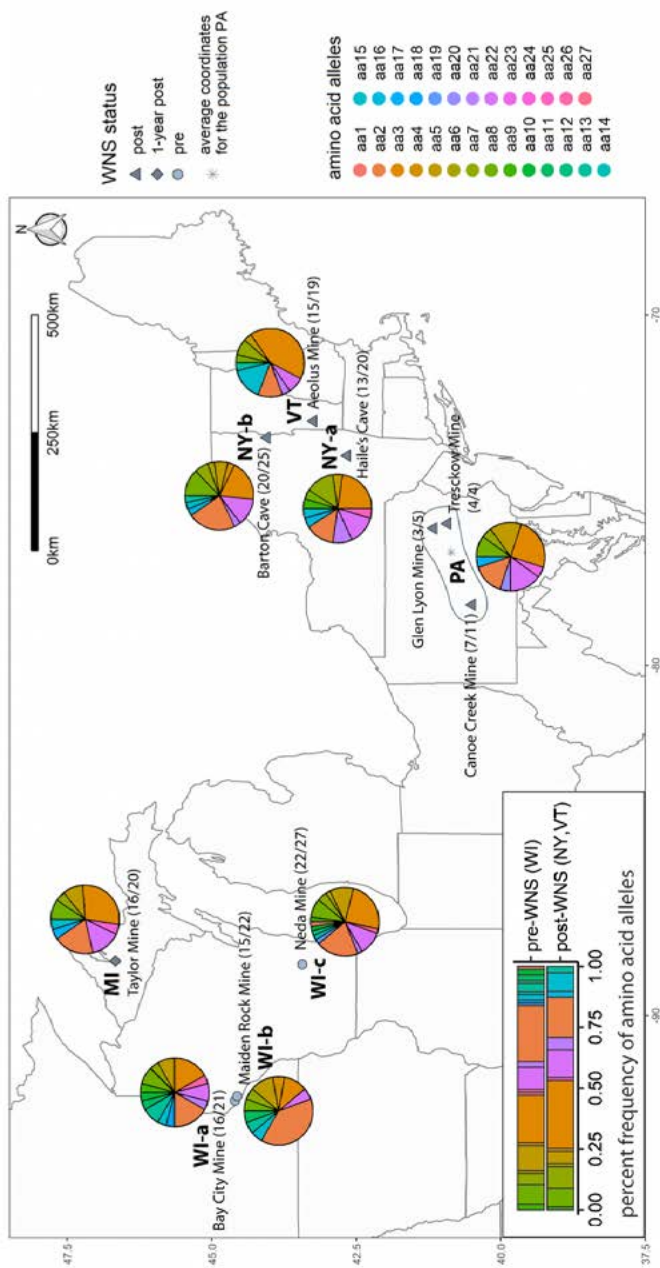 WNS status
post
1-year post
pre
average coordinates
for the population PA
amino acid alleles
aa1
aa2
aa3
aa4
aa5
aa6
aa7
aa8
aa9
aa10
aa11
aa12
aa13
aa14
aa15
aa16
aa17
aa18
aa19
aa20
aa21
aa22
aa23
aa24
aa25
aa26
aa27
0km 250km 500km
N
MI
Taylor Mine (16/20)
WI-a
Bay City Mine (16/21)
Maiden Rock Mine (15/22)
WI-b
Neda Mine (22/27)
WI-c
NY-b
Barton Cave (20/25)
VT
Aeolus Mine (15/19)
NY-a
Haile's Cave (13/20)
Glen Lyon Mine (3/5)
Tresckow Mine
(4/4)
PA
Canoe Creek Mine (7/11)
pre-WNS (WI)
post-WNS (NY,VT)
0.00 0.25 0.50 0.75 1.00
percent frequency of amino acid alleles
47.5
45.0
42.5
40.0
37.5
-90 -80 -70